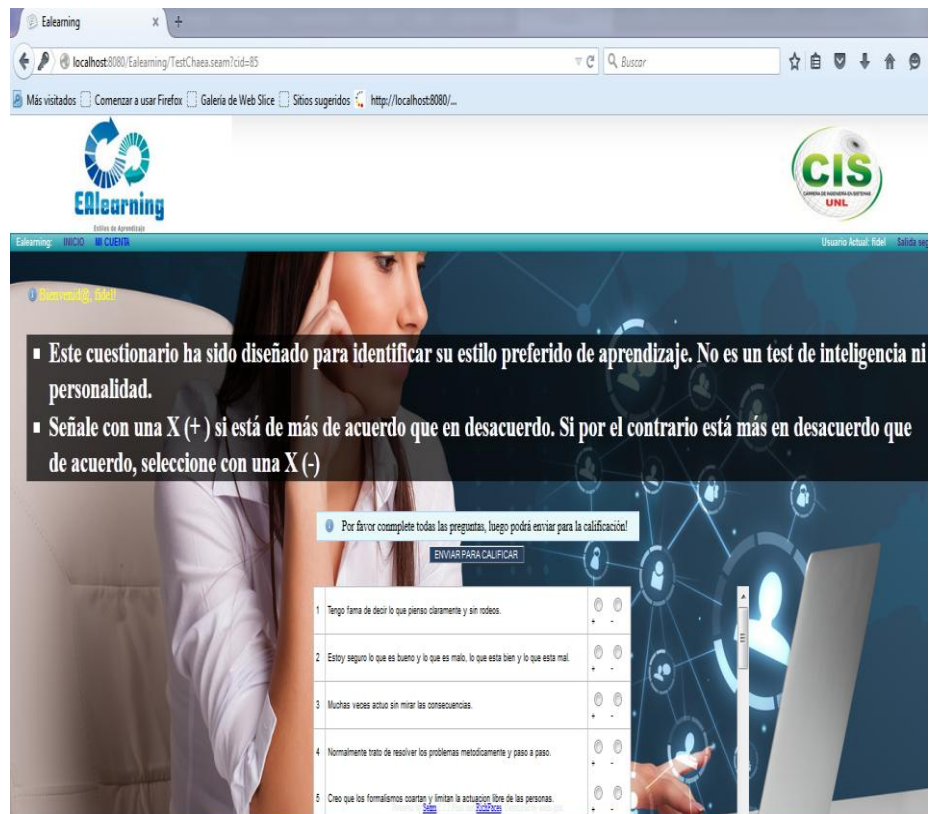 Ealearning x +
localhost:8080/Ealearning/TestChaea.seam?cid=85 Buscar
Más visitados Comenzar a usar Firefox Galería de Web Slice Sitios sugeridos http://localhost:8080/...
EAlearning
Estilos de Aprendizaje
CIS
CARRERA DE INGENIERÍA EN SISTEMAS
UNL
Ealearning: INICIO MI CUENTA Usuario Actual: fidel Salida seg
Bienvenid@, fidel!
▪ Este cuestionario ha sido diseñado para identificar su estilo preferido de aprendizaje. No es un test de inteligencia ni
personalidad.
▪ Señale con una X (+ ) si está de más de acuerdo que en desacuerdo. Si por el contrario está más en desacuerdo que
de acuerdo, seleccione con una X (-)
Por favor conmplete todas las preguntas, luego podrá enviar para la calificación!
ENVIAR PARA CALIFICAR
1 Tengo fama de decir lo que pienso claramente y sin rodeos.
+ -
2 Estoy seguro lo que es bueno y lo que es malo, lo que esta bien y lo que esta mal.
+ -
3 Muchas veces actuo sin mirar las consecuencias.
+ -
4 Normalmente trato de resolver los problemas metodicamente y paso a paso.
+ -
5 Creo que los formalismos coartan y limitan la actuacion libre de las personas.
+ -
Seam RichFaces